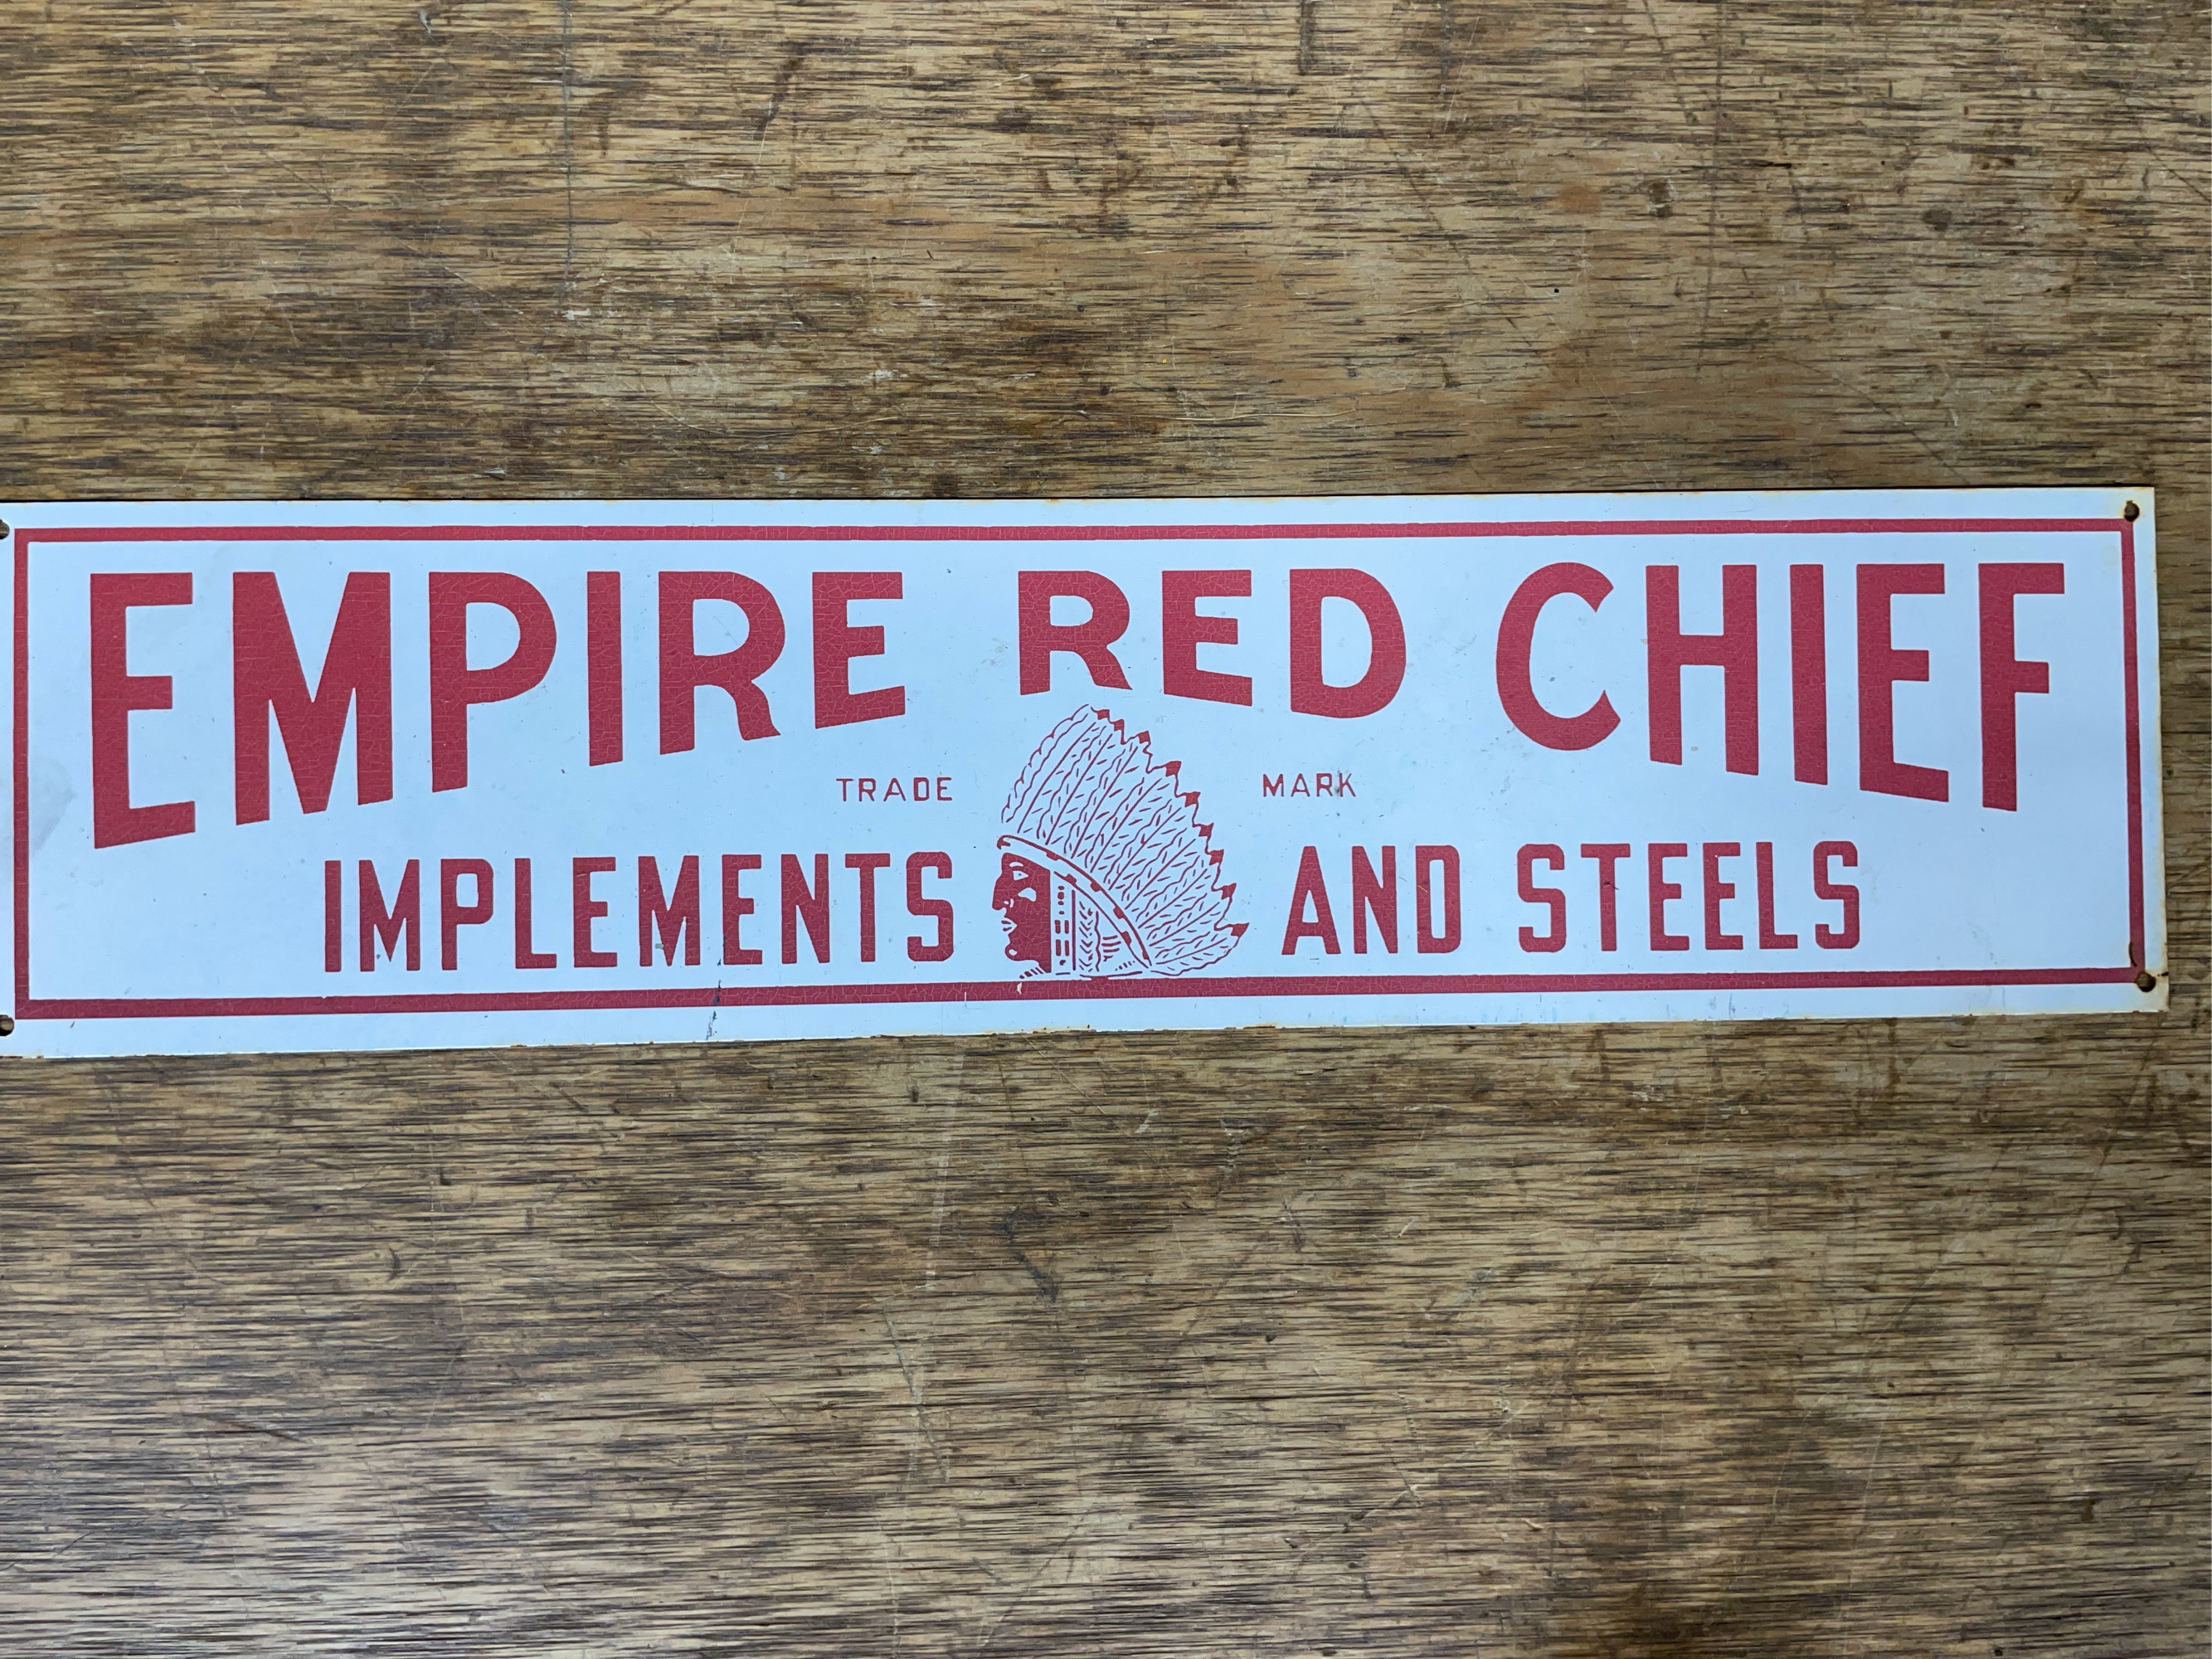 EMPIRE RED CHIEF
TRADE MARK
IMPLEMENTS AND STEELS